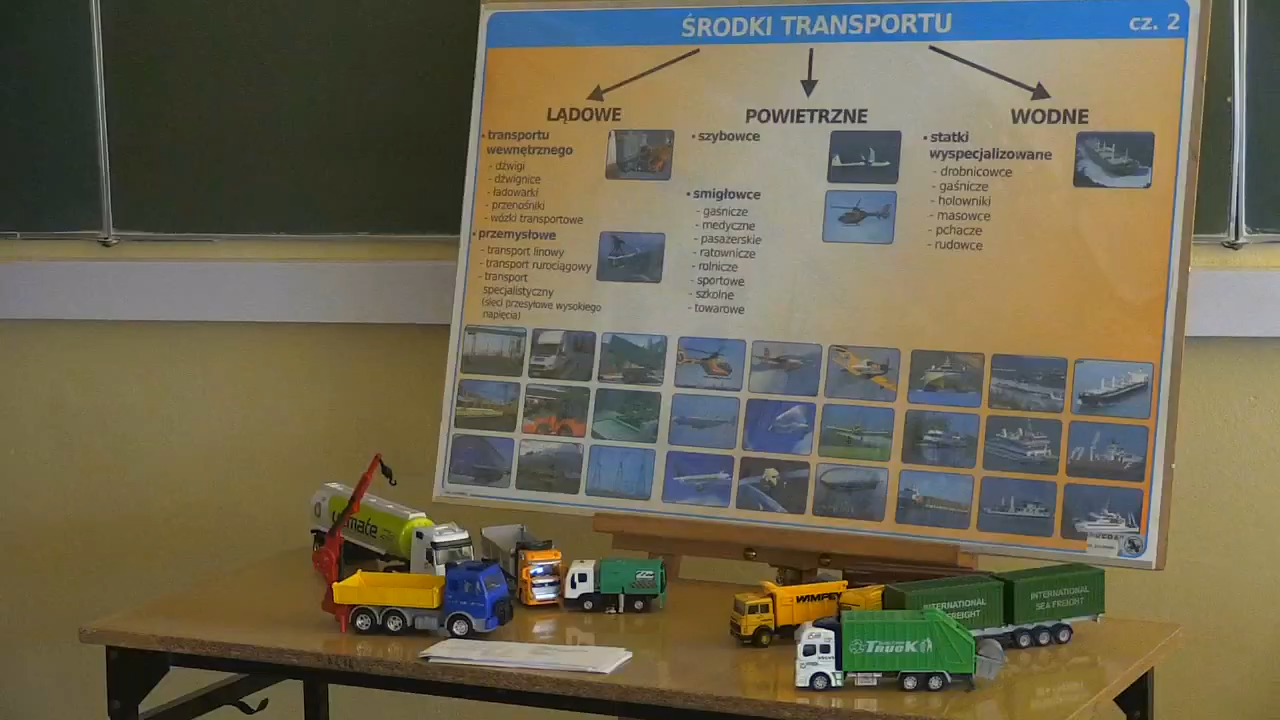 ŚRODKI TRANSPORTU
cz. 2
LĄDOWE
• transportu
wewnętrznego
- dźwigi
- dźwignice
- ładowarki
- przenośniki
- wózki transportowe
• przemysłowe
- transport linowy
- transport rurociągowy
- transport
specjalistyczny
(sieci przesyłowe wysokiego
napięcia)
POWIETRZNE
• szybowce
• smigłowce
- gaśnicze
- medyczne
- pasażerskie
- ratownicze
- rolnicze
- sportowe
- szkolne
- towarowe
WODNE
• statki
wyspecjalizowane
- drobnicowce
- gaśnicze
- holowniki
- masowce
- pchacze
- rudowce
WIMPEY
INTERNATIONAL
FREIGHT
INTERNATIONAL
SEA FREIGHT
TRUCK